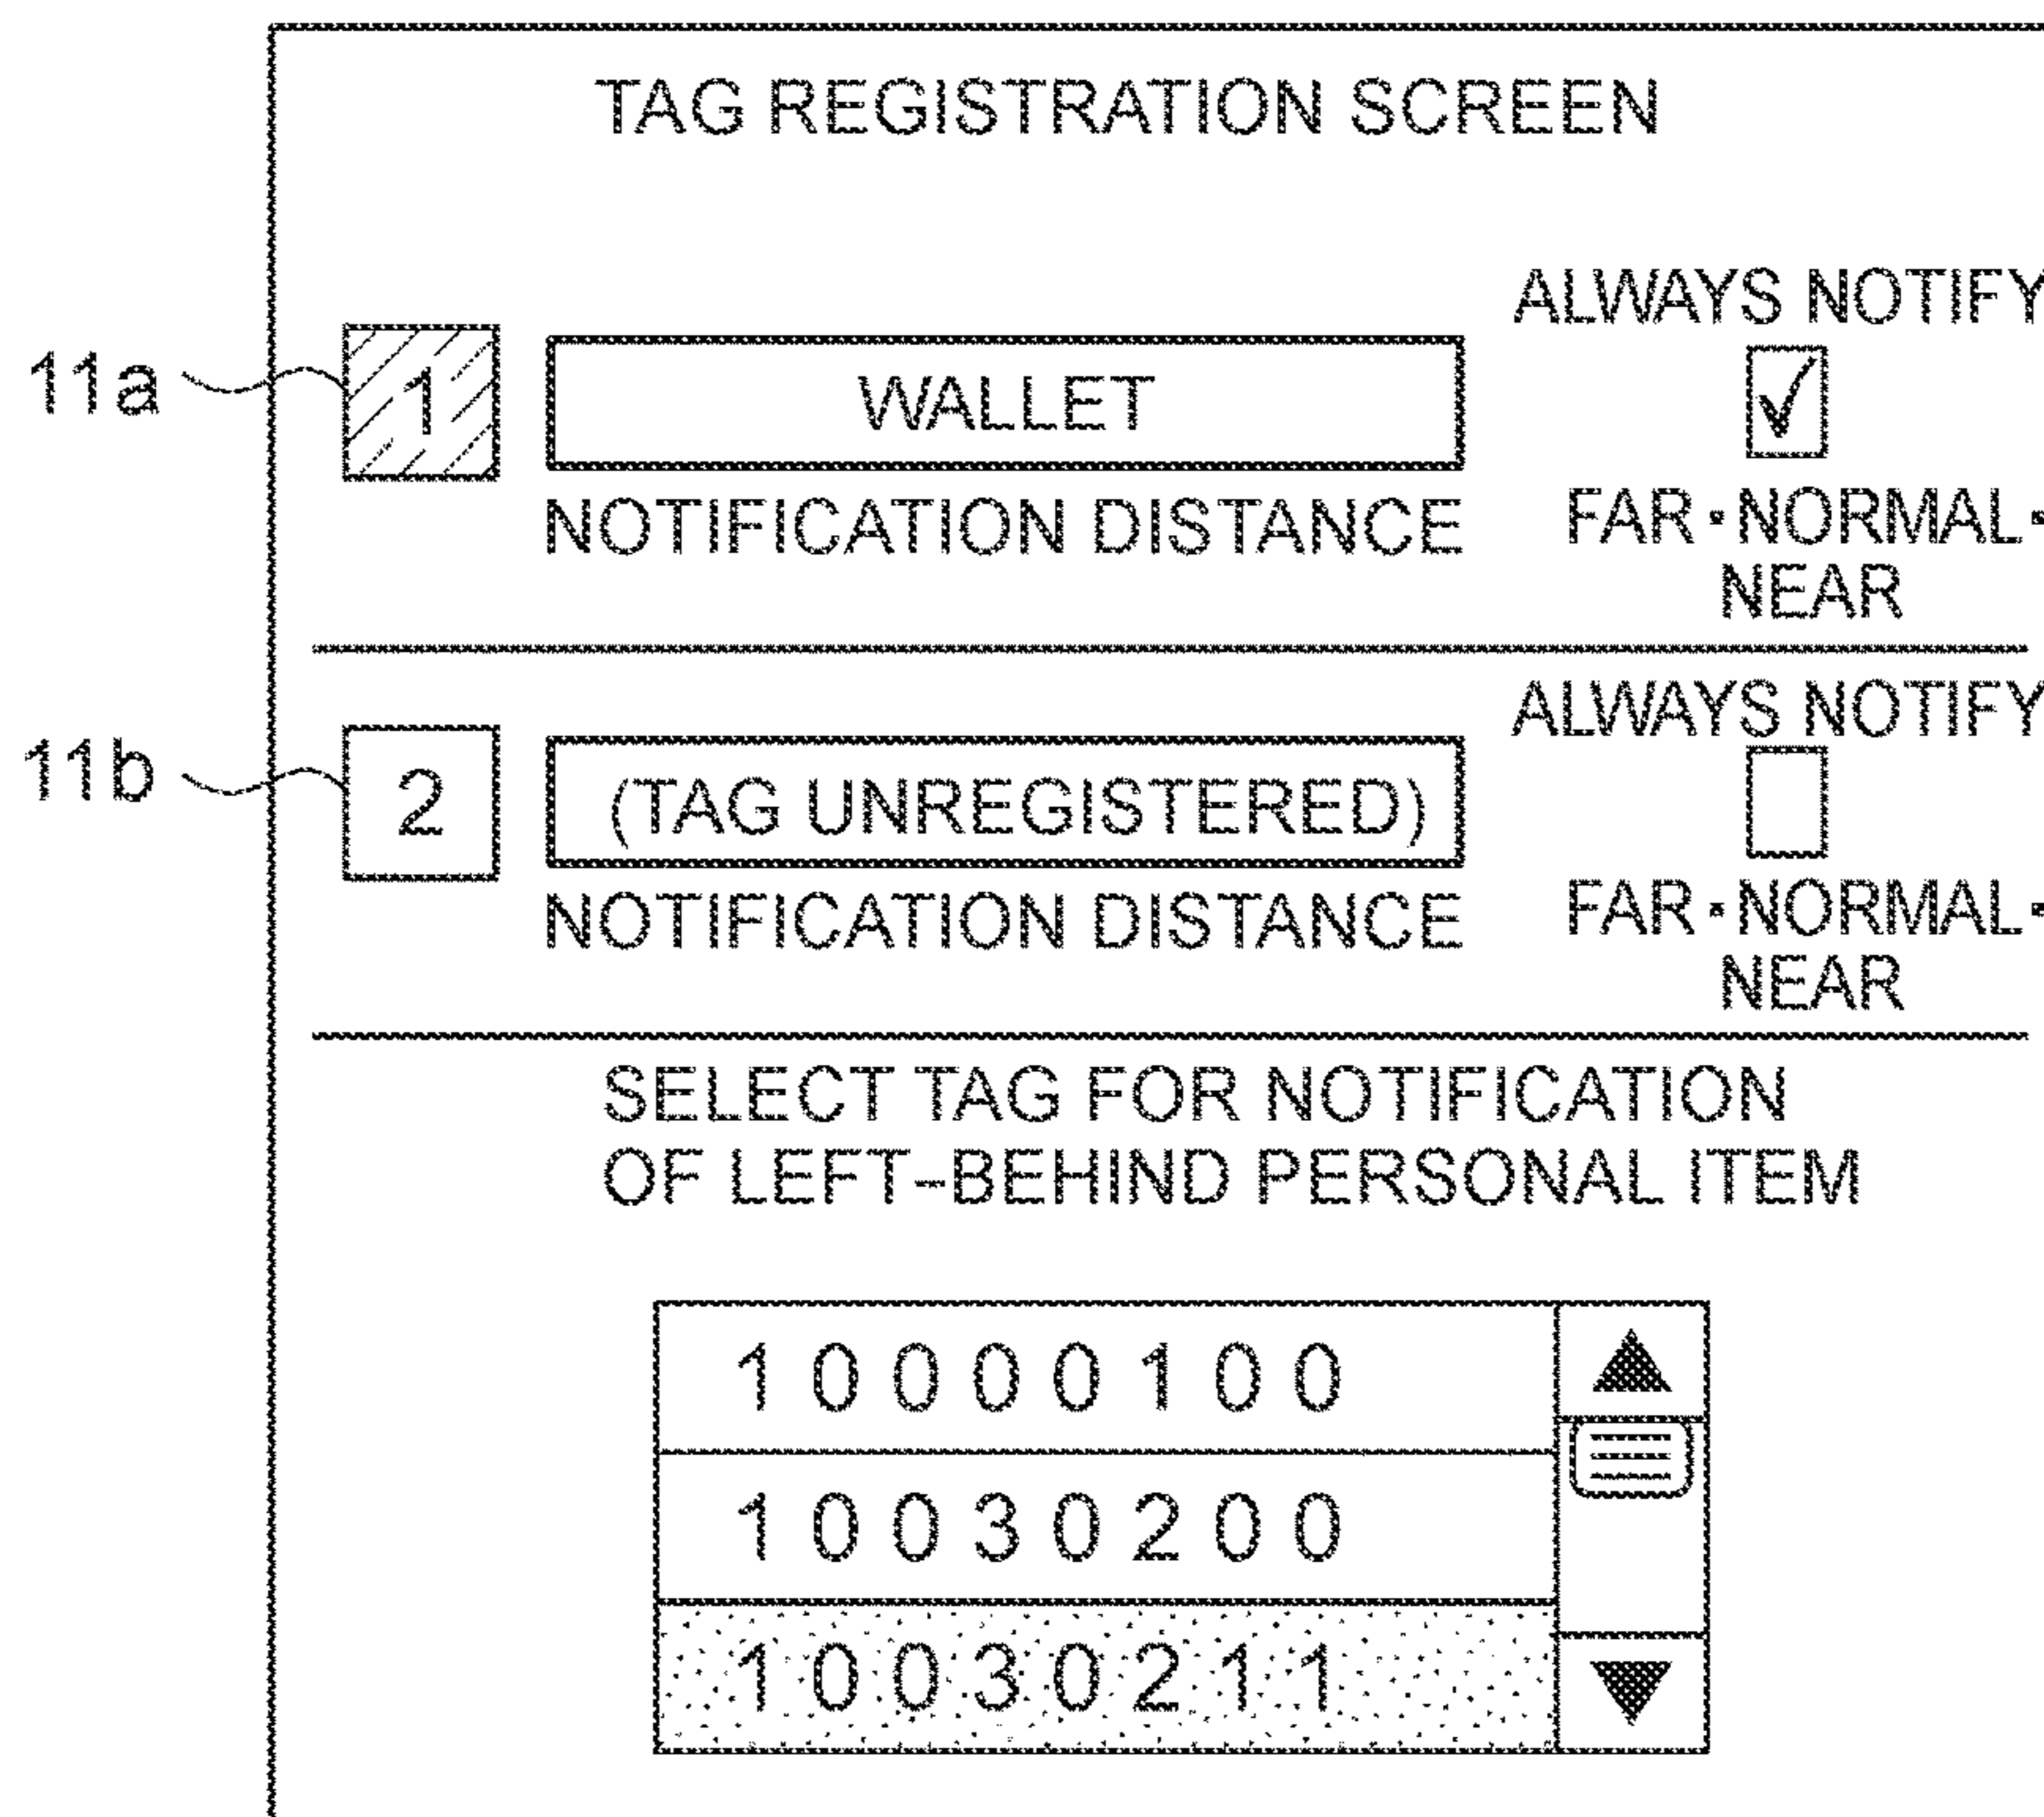 TAG REGISTRATION SCREEN
ALWAYS NOTIFY
11a
1
WALLET
NOTIFICATION DISTANCE
FAR・NORMAL・
NEAR
ALWAYS NOTIFY
11b
2
(TAG UNREGISTERED)
NOTIFICATION DISTANCE
FAR・NORMAL・
NEAR
SELECT TAG FOR NOTIFICATION
OF LEFT-BEHIND PERSONAL ITEM
10000100
10030200
10030211